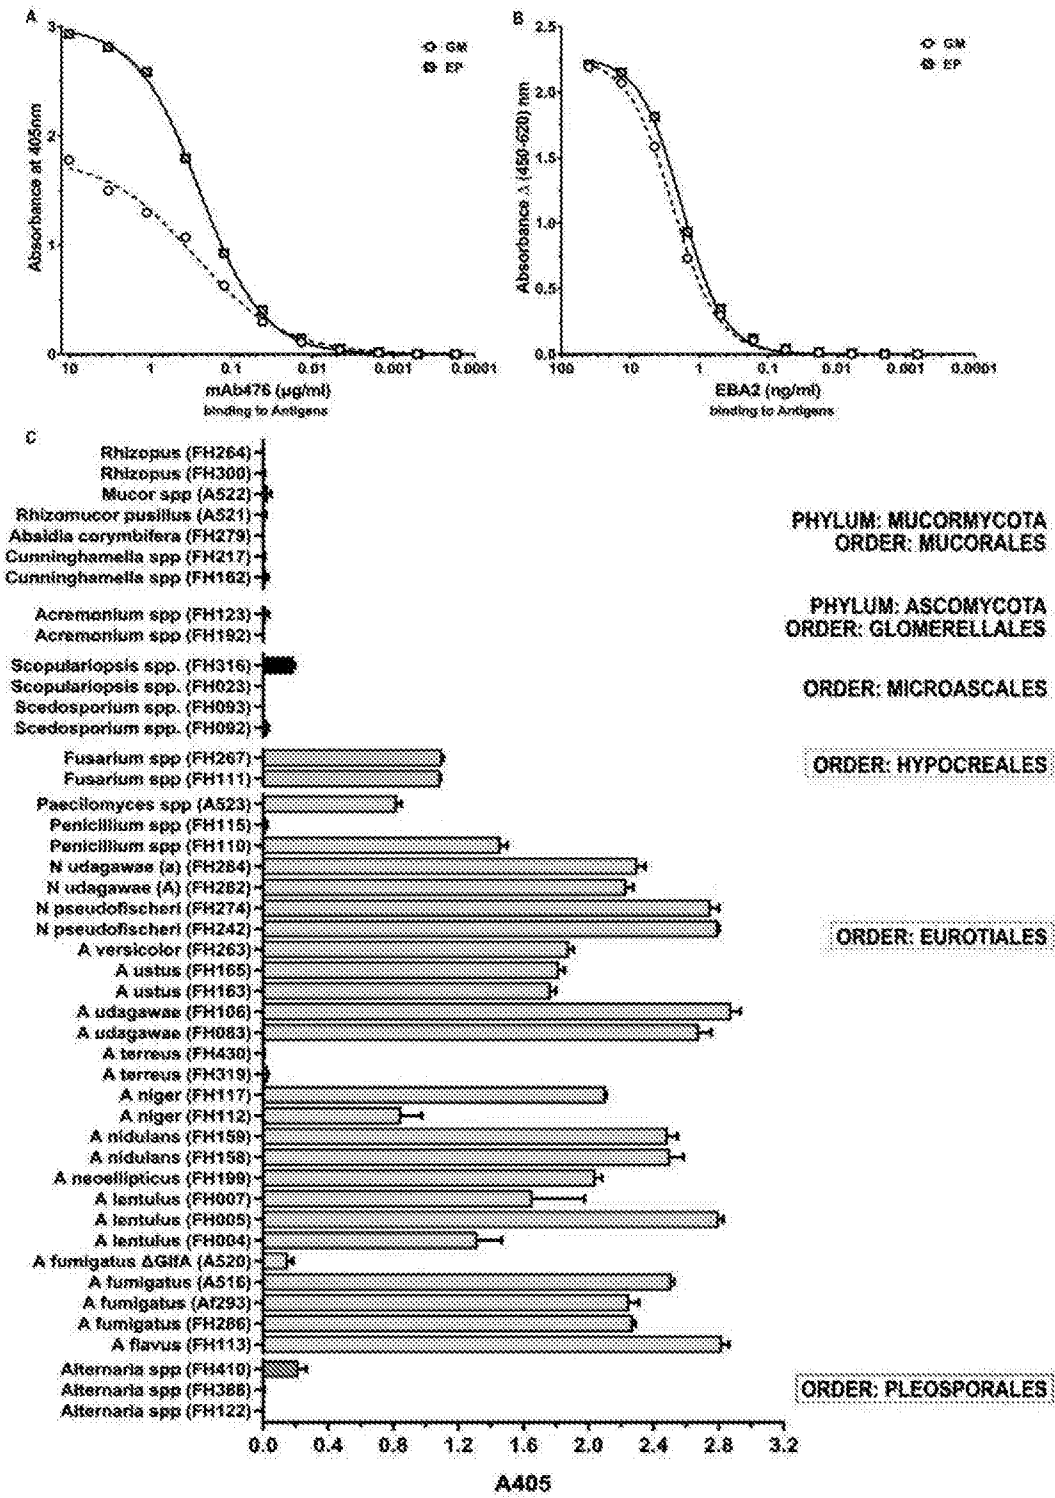 A
3
2
1
0
Absorbance at 405nm
GM
EP
10
1
0.1
0.01
0.001
0.0001
mAb476 (µg/ml)
binding to Antigens
B
2.5
2.0
1.5
1.0
0.5
0.0
Absorbance Δ (450-620) nm
GM
EP
100
10
1
0.1
0.01
0.001
0.0001
EBA2 (ng/ml)
binding to Antigens
C
Rhizopus (FH264)
Rhizopus (FH300)
Mucor spp (A522)
Rhizomucor pusillus (A521)
Absidia corymbifera (FH279)
Cunninghamella spp (FH217)
Cunninghamella spp (FH162)
PHYLUM: MUCORMYCOTA
ORDER: MUCORALES
Acremonium spp (FH123)
Acremonium spp (FH192)
PHYLUM: ASCOMYCOTA
ORDER: GLOMERELLALES
Scopulariopsis spp. (FH316)
Scopulariopsis spp. (FH023)
Scedosporium spp. (FH093)
Scedosporium spp. (FH092)
ORDER: MICROASCALES
Fusarium spp (FH267)
Fusarium spp (FH111)
ORDER: HYPOCREALES
Paecilomyces spp (A523)
Penicillium spp (FH115)
Penicillium spp (FH110)
N udagawae (a) (FH284)
N udagawae (A) (FH282)
N pseudofischeri (FH274)
N pseudofischeri (FH242)
A versicolor (FH263)
A ustus (FH165)
A ustus (FH163)
A udagawae (FH106)
A udagawae (FH083)
A terreus (FH430)
A terreus (FH319)
A niger (FH117)
A niger (FH112)
A nidulans (FH159)
A nidulans (FH158)
A neoellipticus (FH199)
A lentulus (FH007)
A lentulus (FH005)
A lentulus (FH004)
A fumigatus ΔGlfA (A520)
A fumigatus (A516)
A fumigatus (Af293)
A fumigatus (FH286)
A flavus (FH113)
ORDER: EUROTIALES
Alternaria spp (FH410)
Alternaria spp (FH388)
Alternaria spp (FH122)
ORDER: PLEOSPORALES
0.0
0.4
0.8
1.2
1.6
2.0
2.4
2.8
3.2
A405